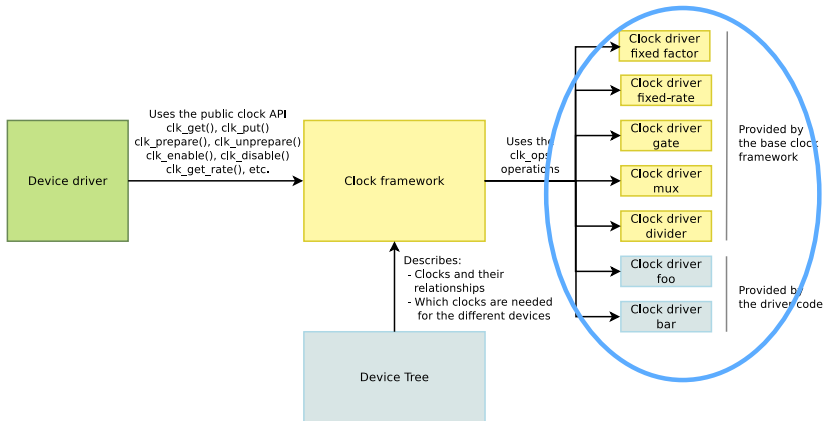 Uses the public clock API
clk_get(), clk_put()
clk_prepare(), clk_unprepare()
clk_enable(), clk_disable()
clk_get_rate(), etc.
Device driver
Clock framework
Uses the
clk_ops
operations
Clock driver
fixed factor
Clock driver
fixed-rate
Clock driver
gate
Clock driver
mux
Clock driver
divider
Clock driver
foo
Clock driver
bar
Provided by
the base clock
framework
Provided by
the driver code
Describes:
- Clocks and their
relationships
- Which clocks are needed
for the different devices
Device Tree